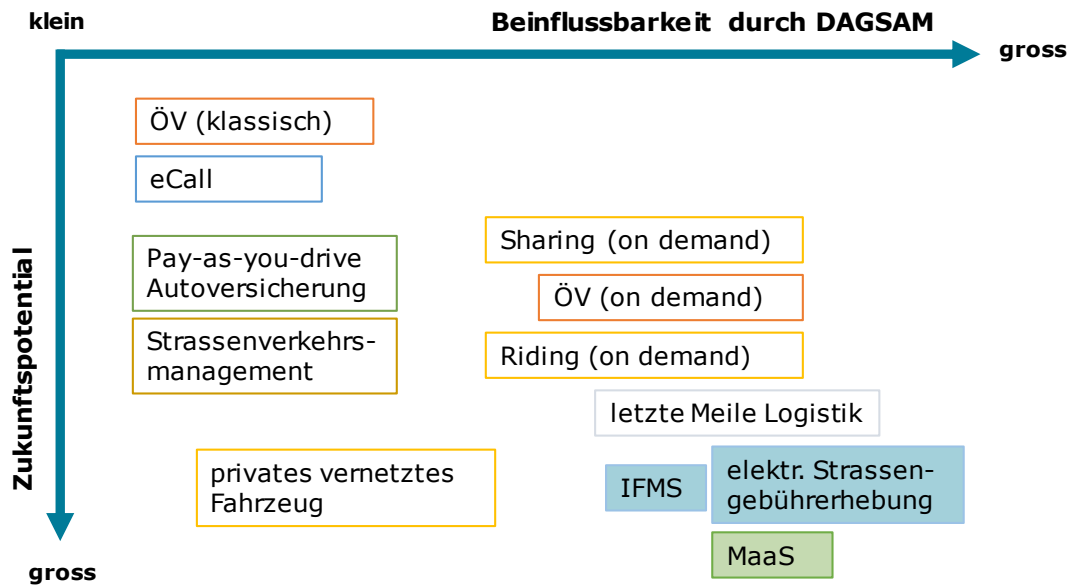 klein
Beinflussbarkeit durch DAGSAM
gross
ÖV (klassisch)
eCall
Sharing (on demand)
Pay-as-you-drive
Autoversicherung
ÖV (on demand)
Strassenverkehrs-
management
Riding (on demand)
letzte Meile Logistik
Zukunftspotential
privates vernetztes
Fahrzeug
IFMS
elektr. Strassen-
gebührerhebung
MaaS
gross